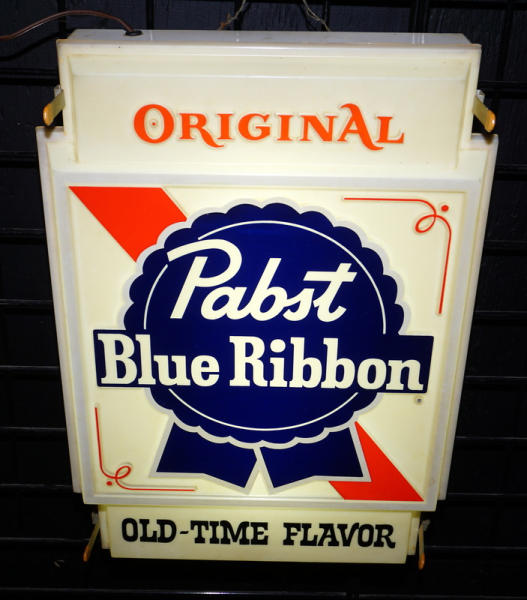 ORIGINAL
Pabst
Blue Ribbon
®
OLD-TIME FLAVOR